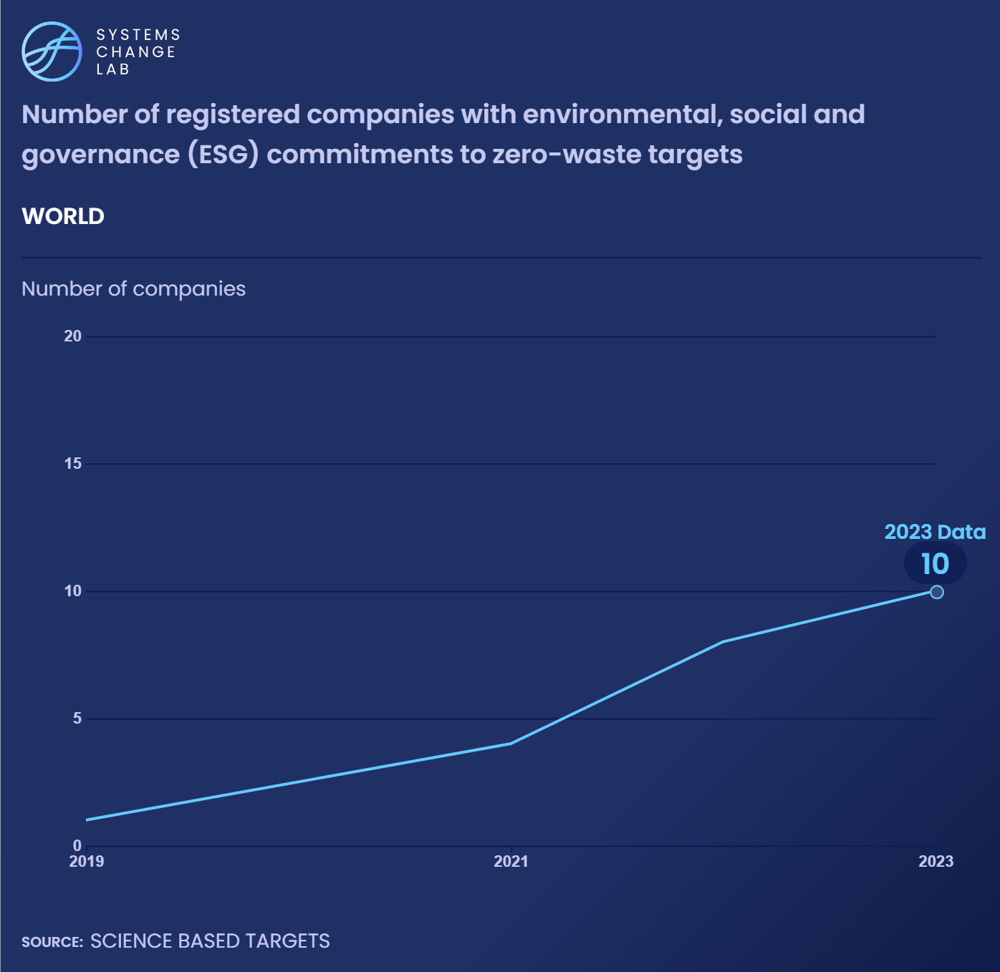 SYSTEMS
CHANGE
LAB
Number of registered companies with environmental, social and
governance (ESG) commitments to zero-waste targets
WORLD
Number of companies
20
15
2023 Data
10
10
5
0
2019 2021 2023
SOURCE: SCIENCE BASED TARGETS